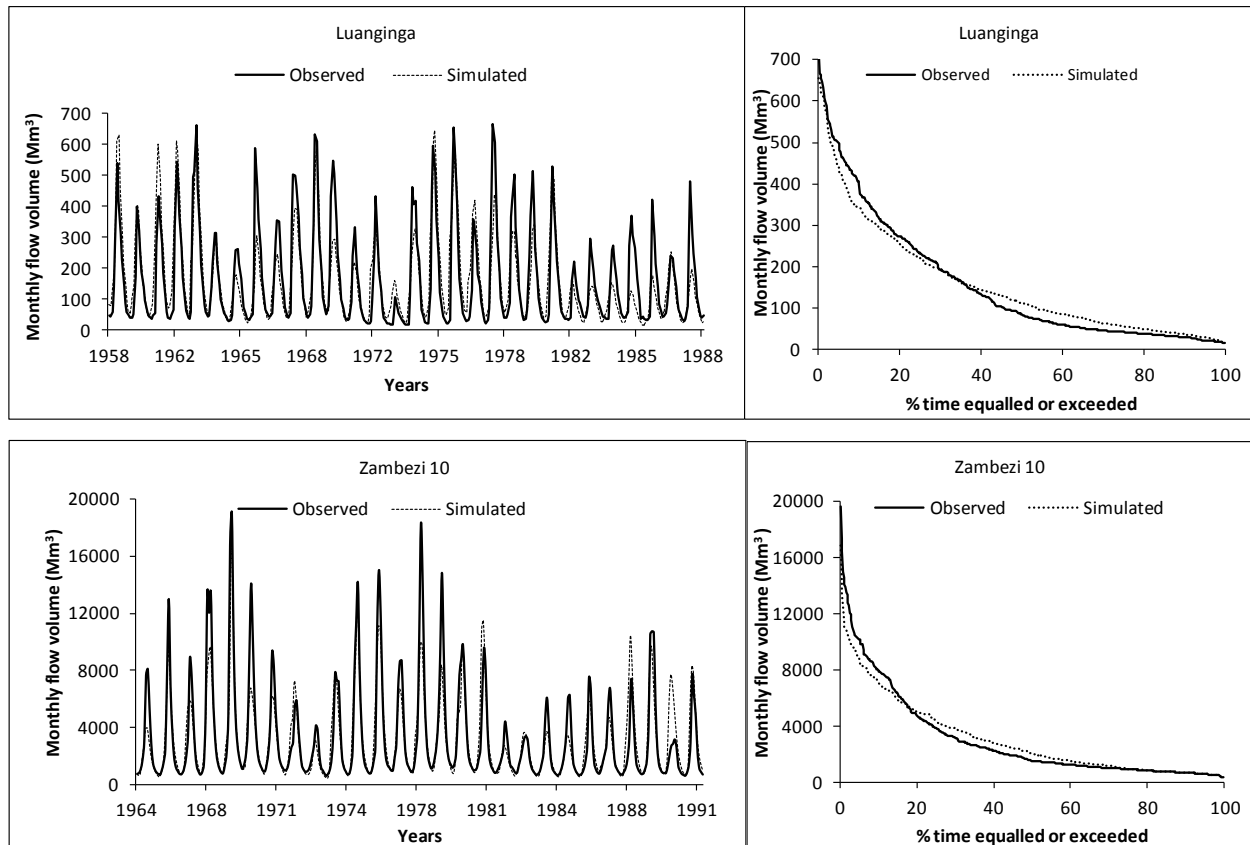 Luanginga
Observed Simulated
Monthly flow volume (Mm³)
700
600
500
400
300
200
100
0
1958 1962 1965 1968 1972 1975 1978 1982 1985 1988
Years
Luanginga
Observed Simulated
Monthly flow volume (Mm³)
700
600
500
400
300
200
100
0
0 20 40 60 80 100
% time equalled or exceeded
Zambezi 10
Observed Simulated
Monthly flow volume (Mm³)
20000
16000
12000
8000
4000
0
1964 1968 1971 1974 1978 1981 1984 1988 1991
Years
Zambezi 10
Observed Simulated
Monthly flow volume (Mm³)
20000
16000
12000
8000
4000
0
0 20 40 60 80 100
% time equalled or exceeded